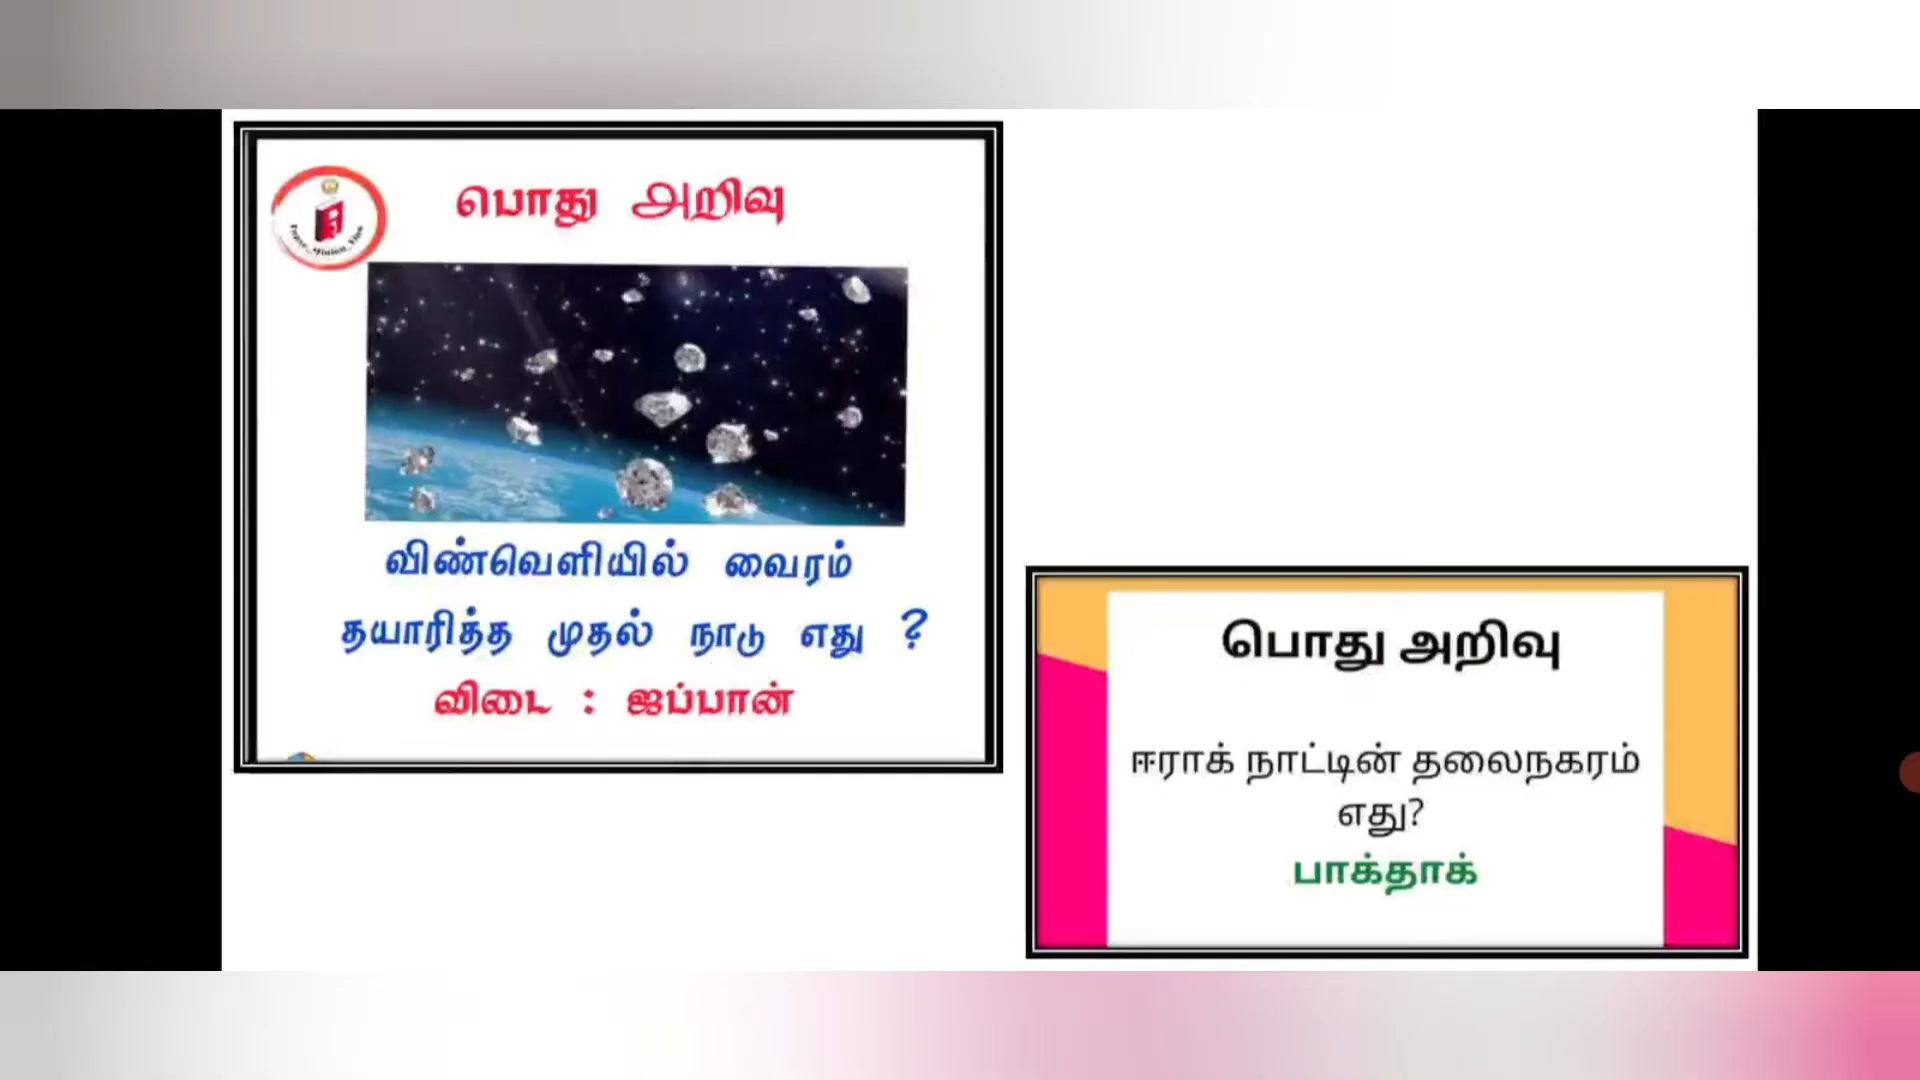 பொது அறிவு
விண்வெளியில் வைரம்
தயாரித்த முதல் நாடு எது ?
விடை : ஜப்பான்
பொது அறிவு
ஈராக் நாட்டின் தலைநகரம்
எது?
பாக்தாக்